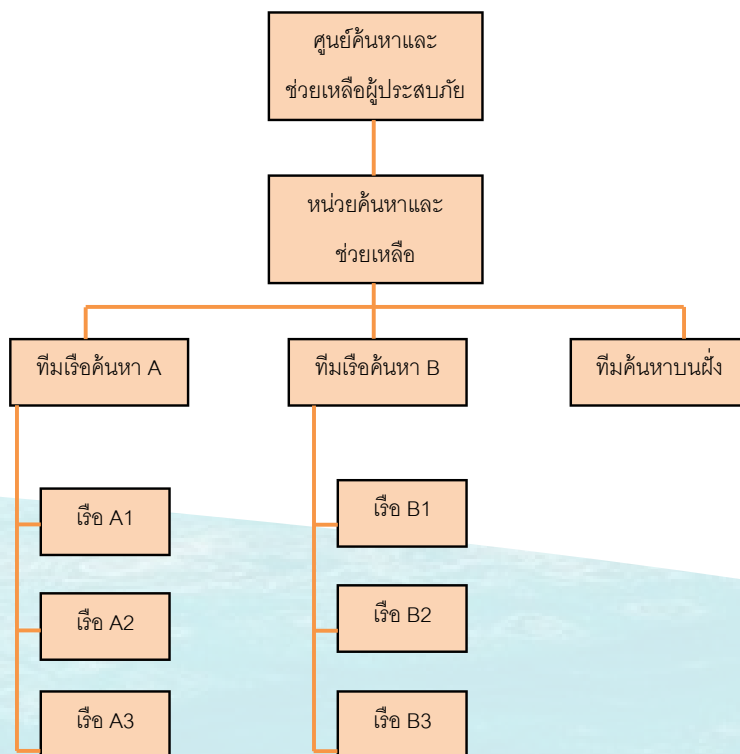 ศูนย์ค้นหาและ
ช่วยเหลือผู้ประสบภัย
หน่วยค้นหาและ
ช่วยเหลือ
ทีมเรือค้นหา A
ทีมเรือค้นหา B
ทีมค้นหาบนฝั่ง
เรือ A1
เรือ B1
เรือ A2
เรือ B2
เรือ A3
เรือ B3